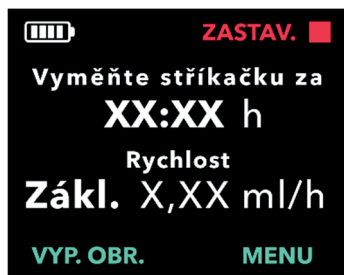 ZASTAV.
Vyměňte stříkačku za
XX:XX h
Rychlost
Zákl. X,XX ml/h
VYP. OBR. MENU